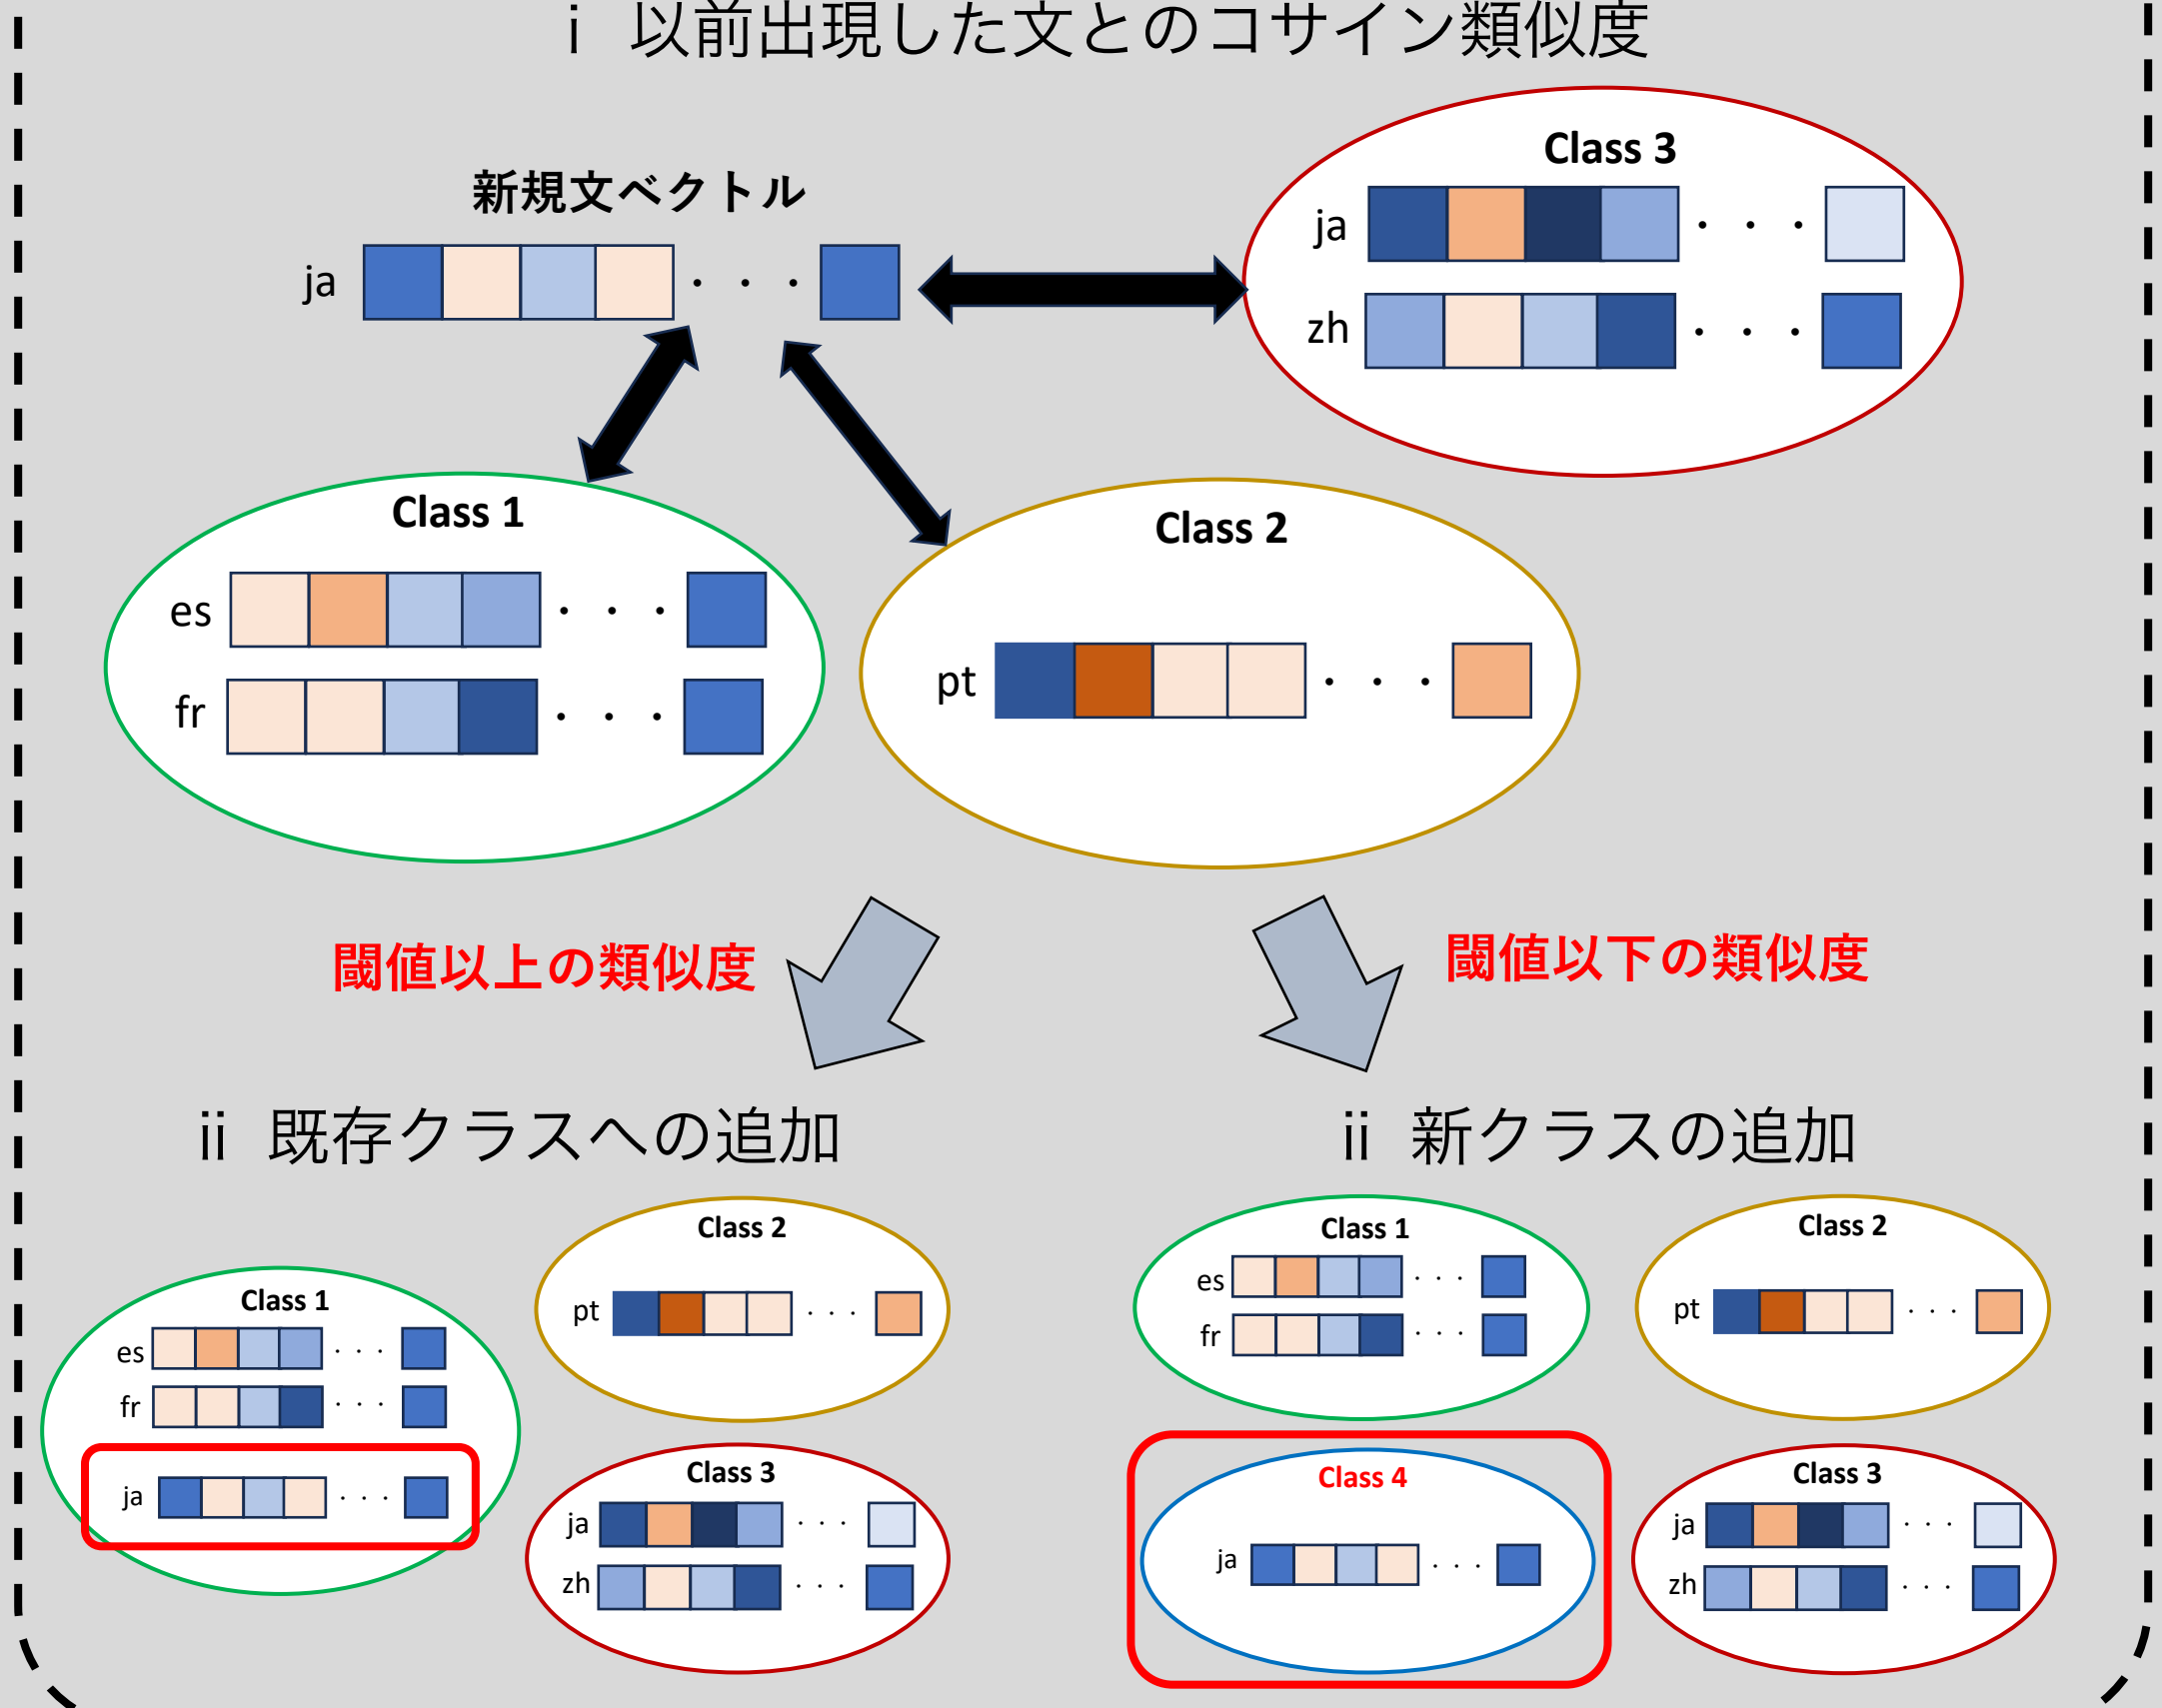 i 以前出現した文とのコサイン類似度
新規文ベクトル
ja ・・・
Class 3
ja ・・・
zh ・・・
Class 1
es ・・・
fr ・・・
Class 2
pt ・・・
閾値以上の類似度
閾値以下の類似度
ii 既存クラスへの追加
Class 1
es ・・・
fr ・・・
ja ・・・
Class 2
pt ・・・
Class 3
ja ・・・
zh ・・・
ii 新クラスの追加
Class 1
es ・・・
fr ・・・
Class 2
pt ・・・
Class 4
ja ・・・
Class 3
ja ・・・
zh ・・・